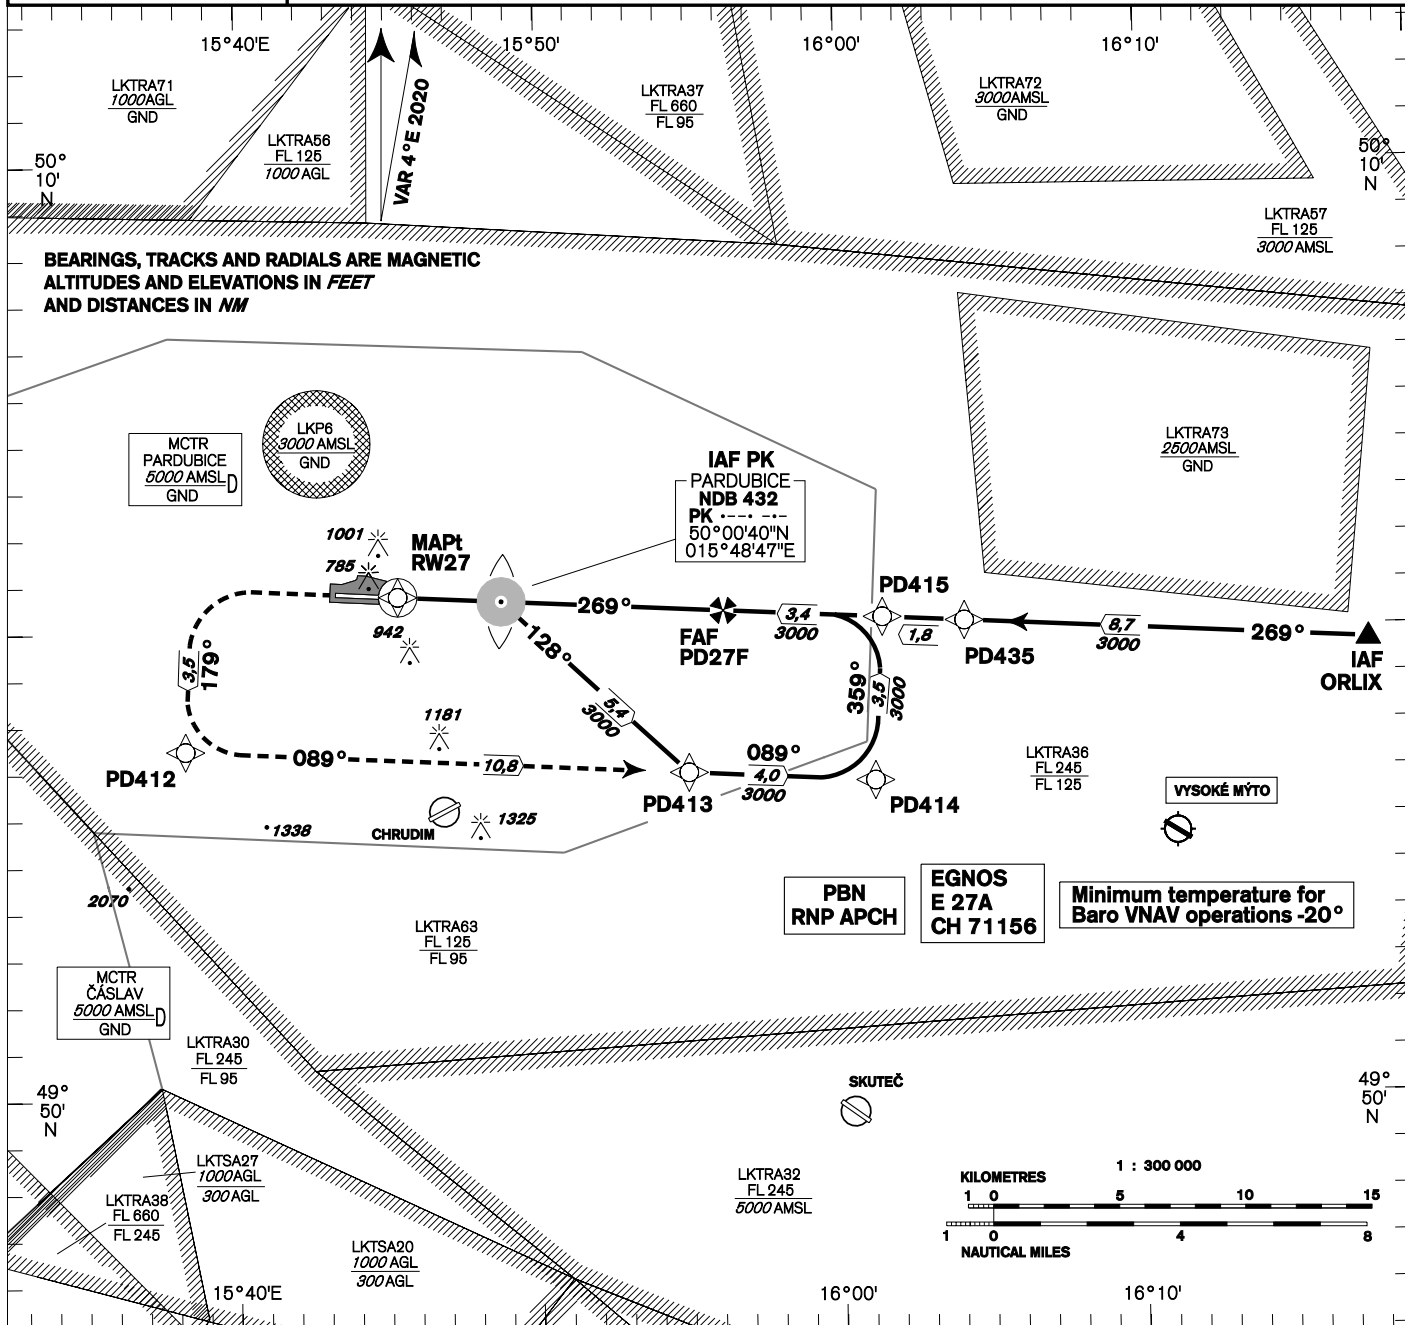 15°40'E
15°50'
16°00'
16°10'
LKTRA71
1000AGL
GND
LKTRA56
FL 125
1000 AGL
VAR 4°E 2020
LKTRA37
FL 660
FL 95
LKTRA72
3000AMSL
GND
50°
10'
N
50°
10'
N
LKTRA57
FL 125
3000 AMSL
BEARINGS, TRACKS AND RADIALS ARE MAGNETIC
ALTITUDES AND ELEVATIONS IN FEET
AND DISTANCES IN NM
MCTR
PARDUBICE
5000 AMSL D
GND
LKP6
3000 AMSL
GND
IAF PK
PARDUBICE
NDB 432
PK ·--· -·-
50°00'40"N
015°48'47"E
LKTRA73
2500AMSL
GND
1001
785
942
MAPt
RW27
269°
128°
FAF
PD27F
3,4
3000
PD415
1,8
PD435
8,7
3000
269°
IAF
ORLIX
3,5
179°
359°
3,5
3000
5,4
3000
1181
PD412
089°
10,8
PD413
089°
4,0
3000
PD414
LKTRA36
FL 245
FL 125
VYSOKÉ MÝTO
1338
CHRUDIM
1325
2070
PBN
RNP APCH
EGNOS
E 27A
CH 71156
Minimum temperature for
Baro VNAV operations -20°
LKTRA63
FL 125
FL 95
MCTR
ČÁSLAV
5000 AMSL D
GND
LKTRA30
FL 245
FL 95
49°
50'
N
49°
50'
N
SKUTEČ
LKTSA27
1000AGL
300 AGL
LKTRA38
FL 660
FL 245
LKTSA20
1000 AGL
300 AGL
LKTRA32
FL 245
5000 AMSL
1 : 300 000
KILOMETRES
1 0 5 10 15
1 0 4 8
NAUTICAL MILES
15°40'E
16°00'
16°10'